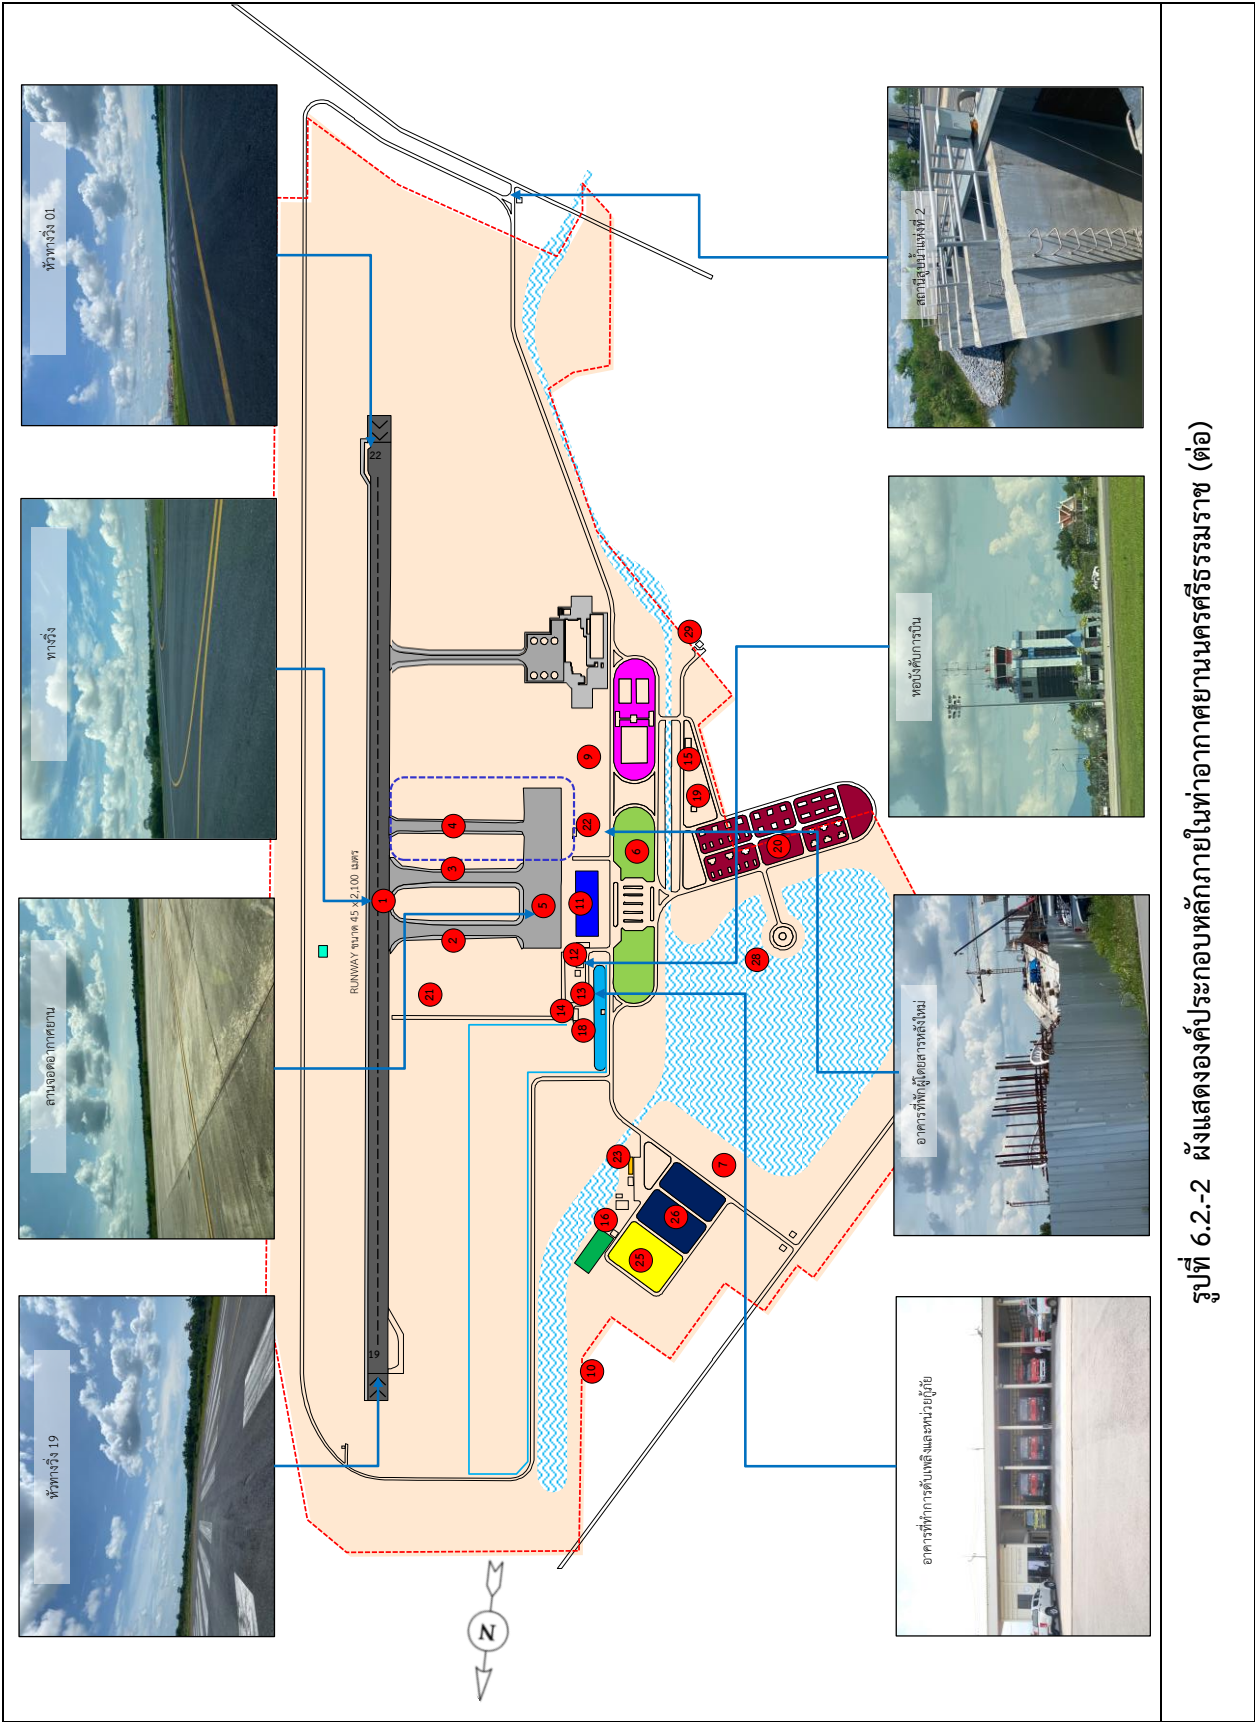 หัวทางวิ่ง 19
ลานจอดอากาศยาน
ทางวิ่ง
หัวทางวิ่ง 01
19
RUNWAY ขนาด 45 x 2,100 เมตร
22
1
2
3
4
5
21
14
18
13
12
11
22
9
6
10
16
23
25
26
7
28
20
19
15
29
N
อาคารที่ทำการดับเพลิงและหน่วยกู้ภัย
อาคารที่พักผู้โดยสารหลังใหม่
หอบังคับการบิน
สถานีสูบน้ำแห่งที่ 2
รูปที่ 6.2.-2 ผังแสดงองค์ประกอบหลักภายในท่าอากาศยานนครศรีธรรมราช (ต่อ)